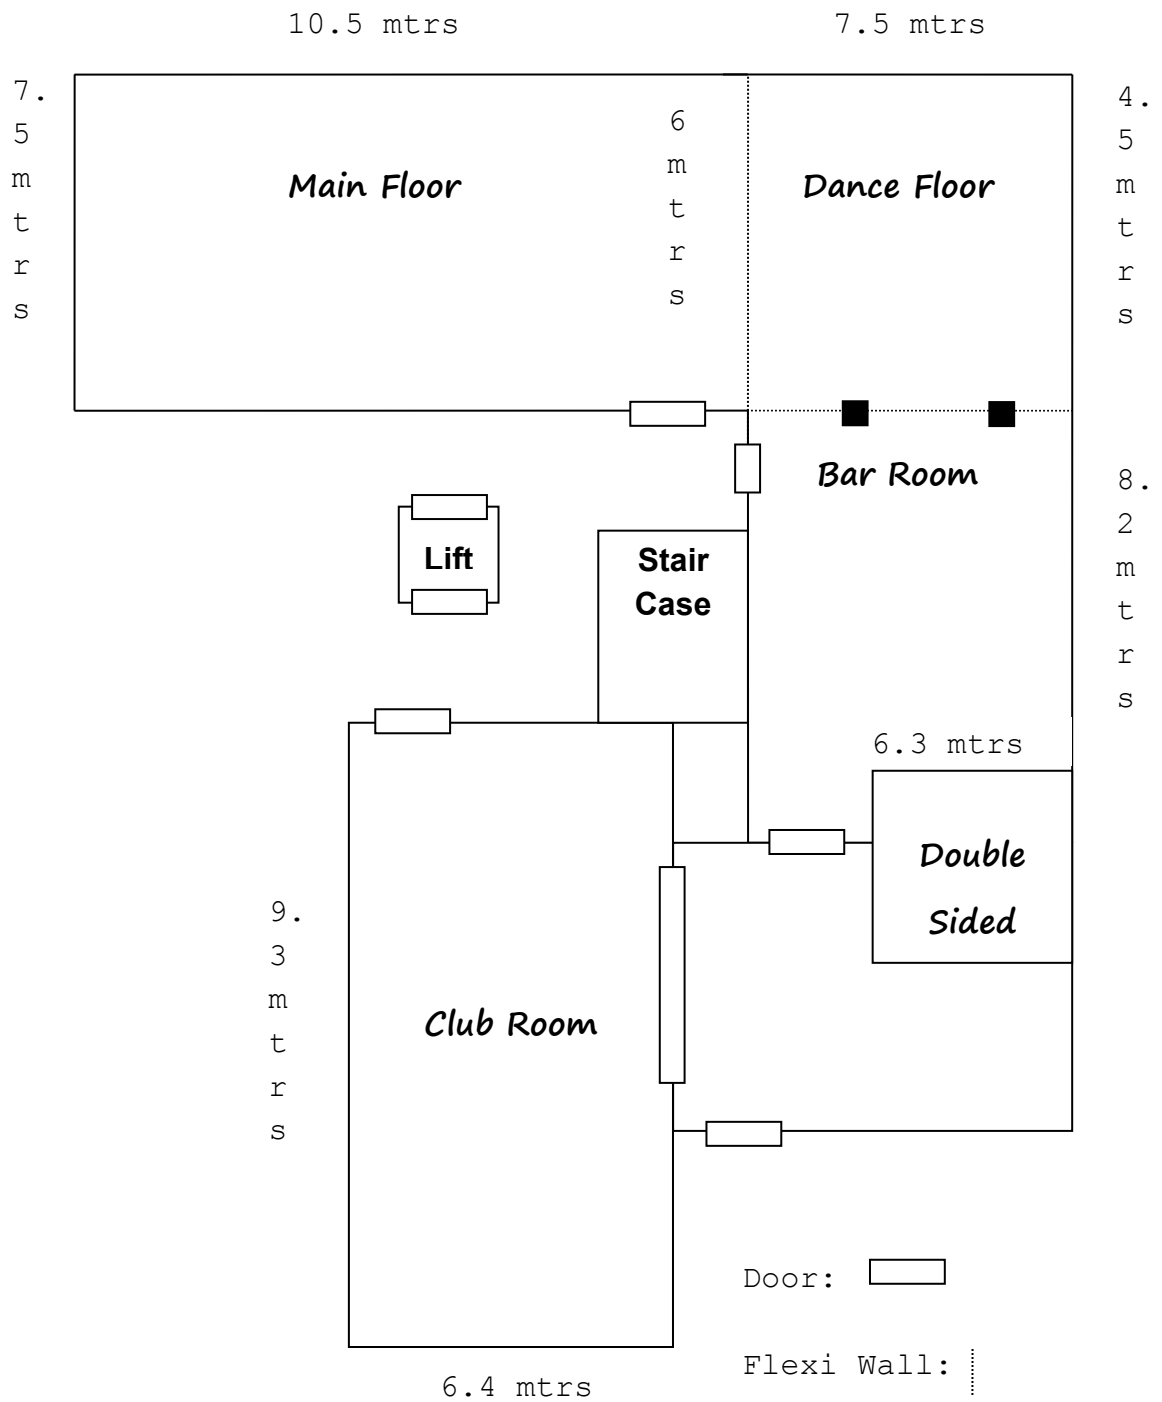 10.5 mtrs
7.5 mtrs
7.
5
m
t
r
s
6
m
t
r
s
4.
5
m
t
r
s
Main Floor
Dance Floor
Bar Room
8.
2
m
t
r
s
Lift
Stair
Case
6.3 mtrs
Double
Sided
9.
3
m
t
r
s
Club Room
Door:
Flexi Wall:
6.4 mtrs